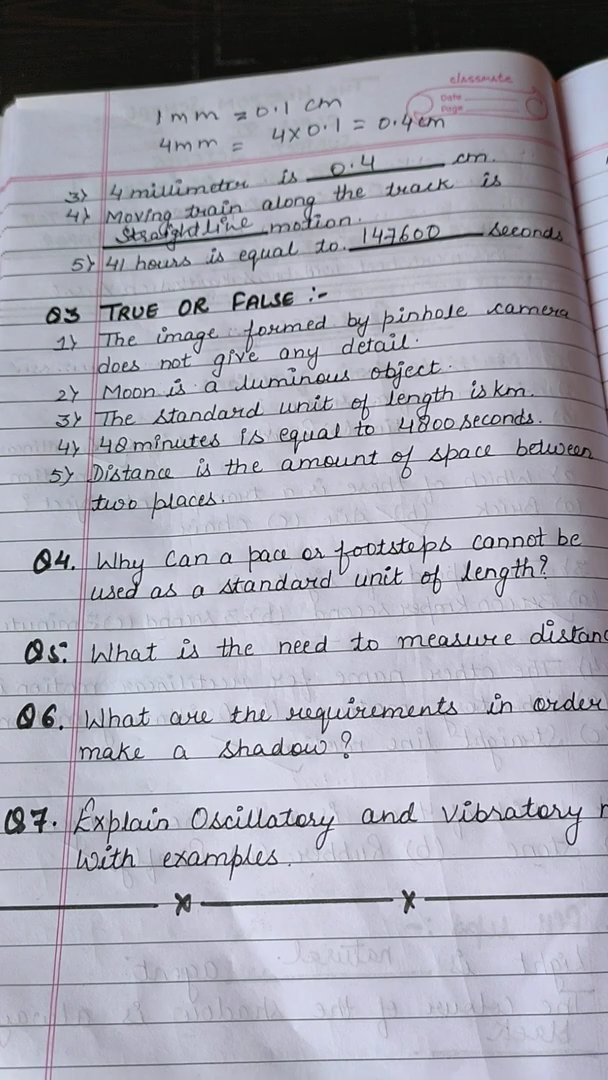 classmate
Date
Page
1mm = 0.1 cm
4mm = 4x0.1 = 0.4cm
3) 4 millimeter is 0.4 cm.
4) Moving train along the track is
Straight line motion.
5) 41 hours is equal to. 147600 seconds
Q3 TRUE OR FALSE :-
1) The image formed by pinhole camera
does not give any detail.
2) Moon is a luminous object.
3) The standard unit of length is km.
4) 48 minutes is equal to 4800 seconds.
5) Distance is the amount of space between
two places.
Q4. Why can a pace or footsteps cannot be
used as a standard unit of length?
Q5: What is the need to measure distanc
Q6. What are the requirements in order
make a shadow?
Q7. Explain Oscillatory and Vibratory
with examples.